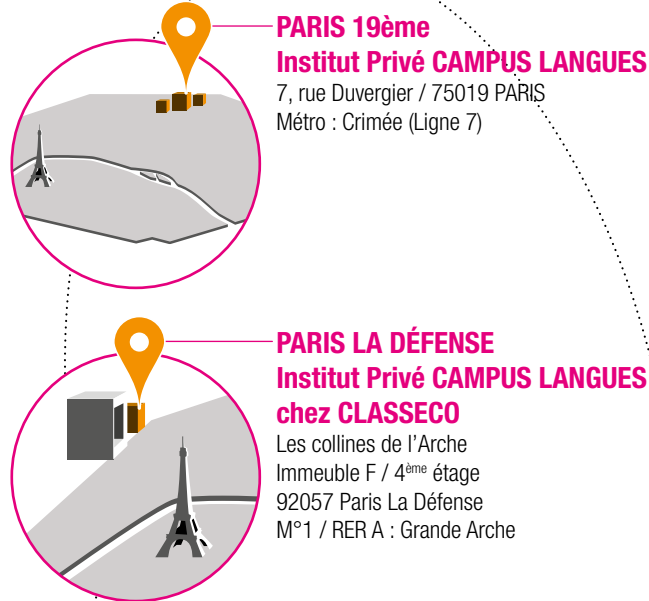 PARIS 19ème
Institut Privé CAMPUS LANGUES
7, rue Duvergier / 75019 PARIS
Métro : Crimée (Ligne 7)
PARIS LA DÉFENSE
Institut Privé CAMPUS LANGUES
chez CLASSECO
Les collines de l'Arche
Immeuble F / 4ème étage
92057 Paris La Défense
M°1 / RER A : Grande Arche